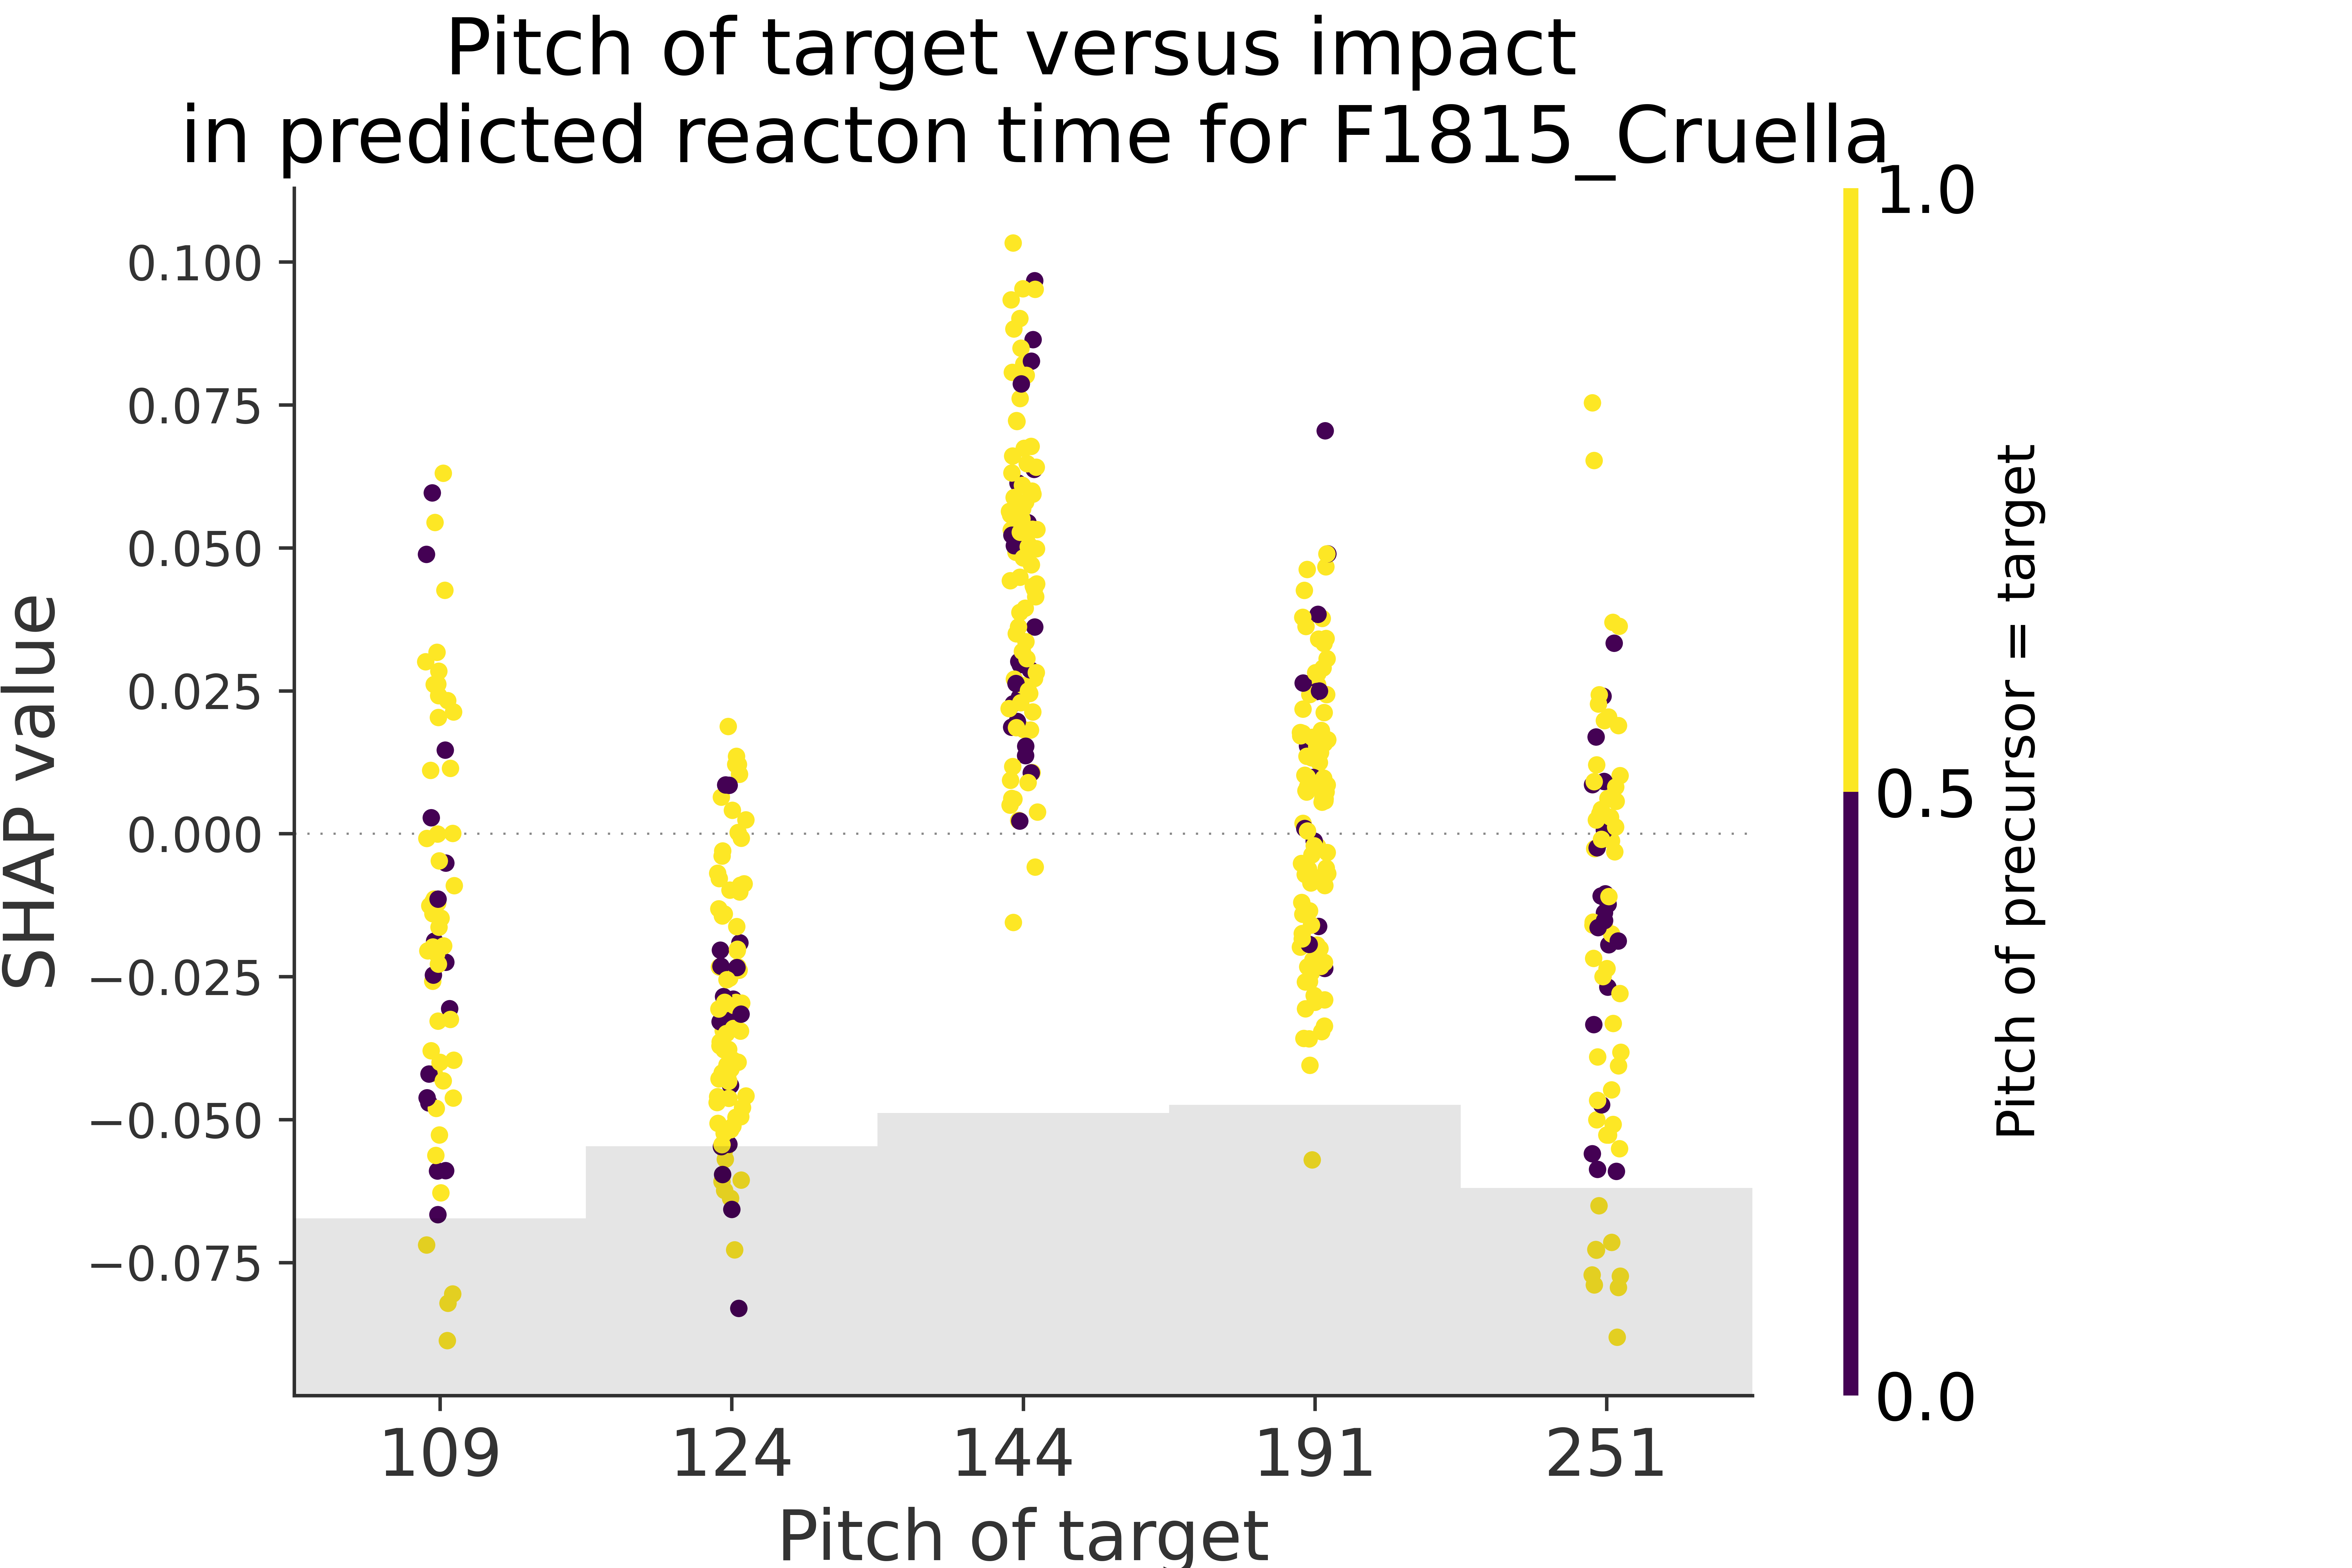 Pitch of target versus impact
in predicted reacton time for F1815_Cruella
SHAP value
0.100
0.075
0.050
0.025
0.000
−0.025
−0.050
−0.075
109 124 144 191 251
Pitch of target
1.0
0.5
0.0
Pitch of precursor = target